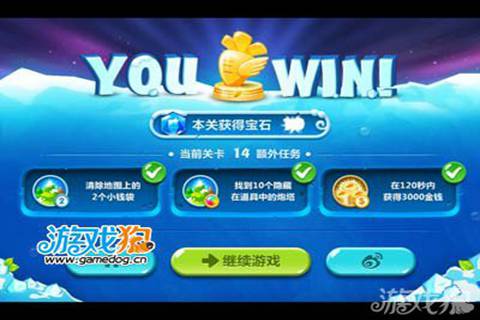 YOU WIN!
本关获得宝石
当前关卡 14 额外任务
2
清除地图上的
2个小钱袋
找到10个隐藏
在道具中的炮塔
在120秒内
获得3000金钱
游戏狗
www.gamedog.cn
继续游戏
游戏狗